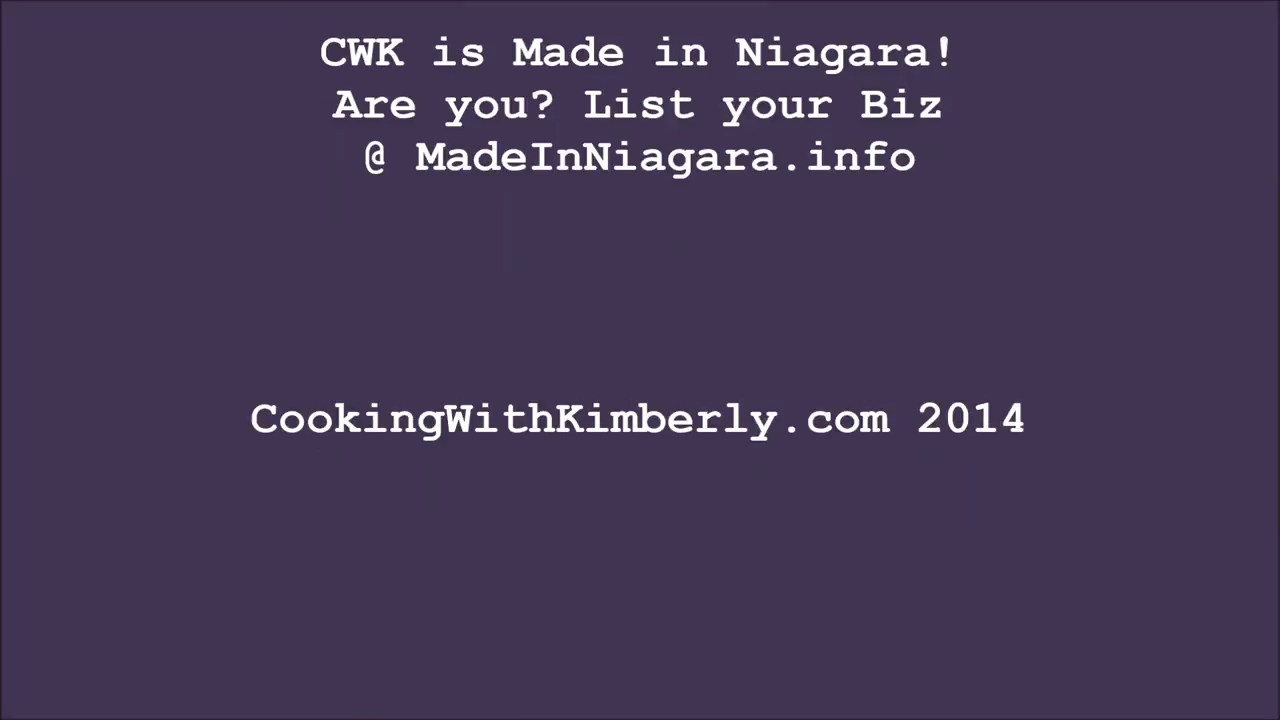 CWK is Made in Niagara!
Are you? List your Biz
@ MadeInNiagara.info
CookingWithKimberly.com 2014